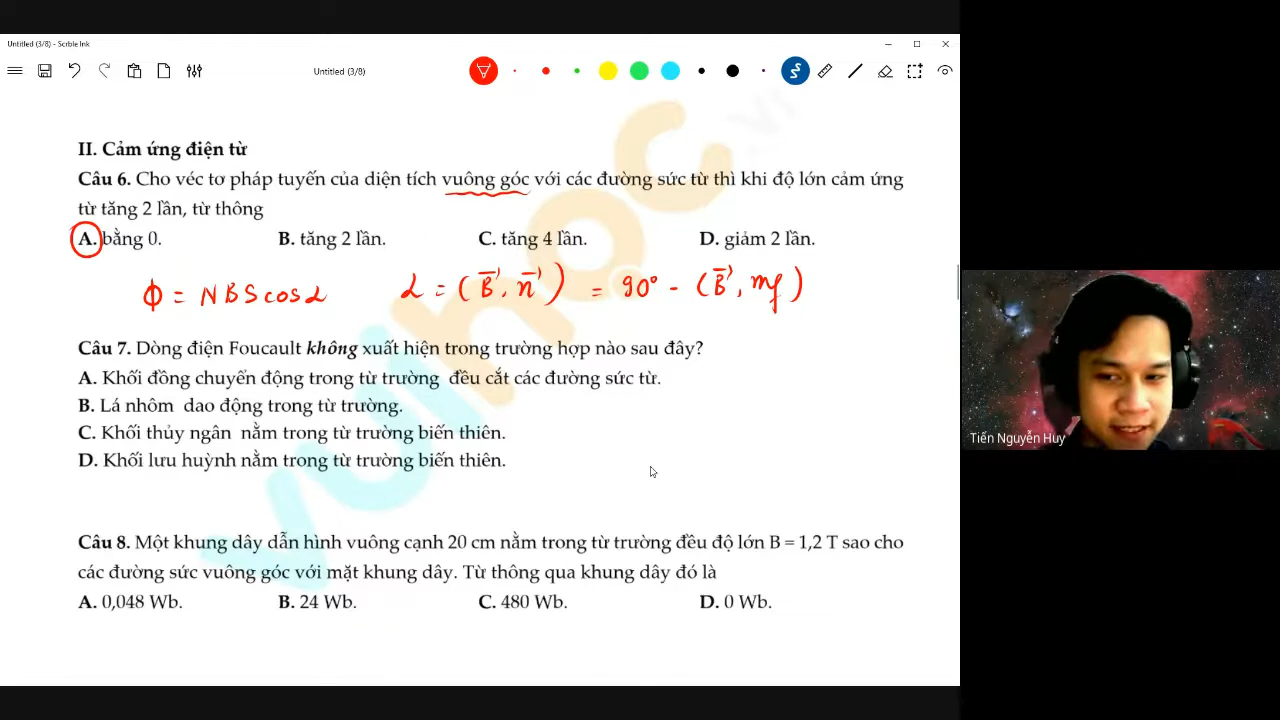 Untitled (3/8) - Scrble Ink
Untitled (3/8)
II. Cảm ứng điện từ
Câu 6. Cho véc tơ pháp tuyến của diện tích vuông góc với các đường sức từ thì khi độ lớn cảm ứng
từ tăng 2 lần, từ thông
A. bằng 0. B. tăng 2 lần. C. tăng 4 lần. D. giảm 2 lần.
Φ = NBS cos α α = (B⃗, n⃗) = 90° - (B⃗, mf)
Câu 7. Dòng điện Foucault không xuất hiện trong trường hợp nào sau đây?
A. Khối đồng chuyển động trong từ trường đều cắt các đường sức từ.
B. Lá nhôm dao động trong từ trường.
C. Khối thủy ngân nằm trong từ trường biến thiên.
D. Khối lưu huỳnh nằm trong từ trường biến thiên.
Câu 8. Một khung dây dẫn hình vuông cạnh 20 cm nằm trong từ trường đều độ lớn B = 1,2 T sao cho
các đường sức vuông góc với mặt khung dây. Từ thông qua khung dây đó là
A. 0,048 Wb. B. 24 Wb. C. 480 Wb. D. 0 Wb.
vuihoc.vn
Tiến Nguyễn Huy